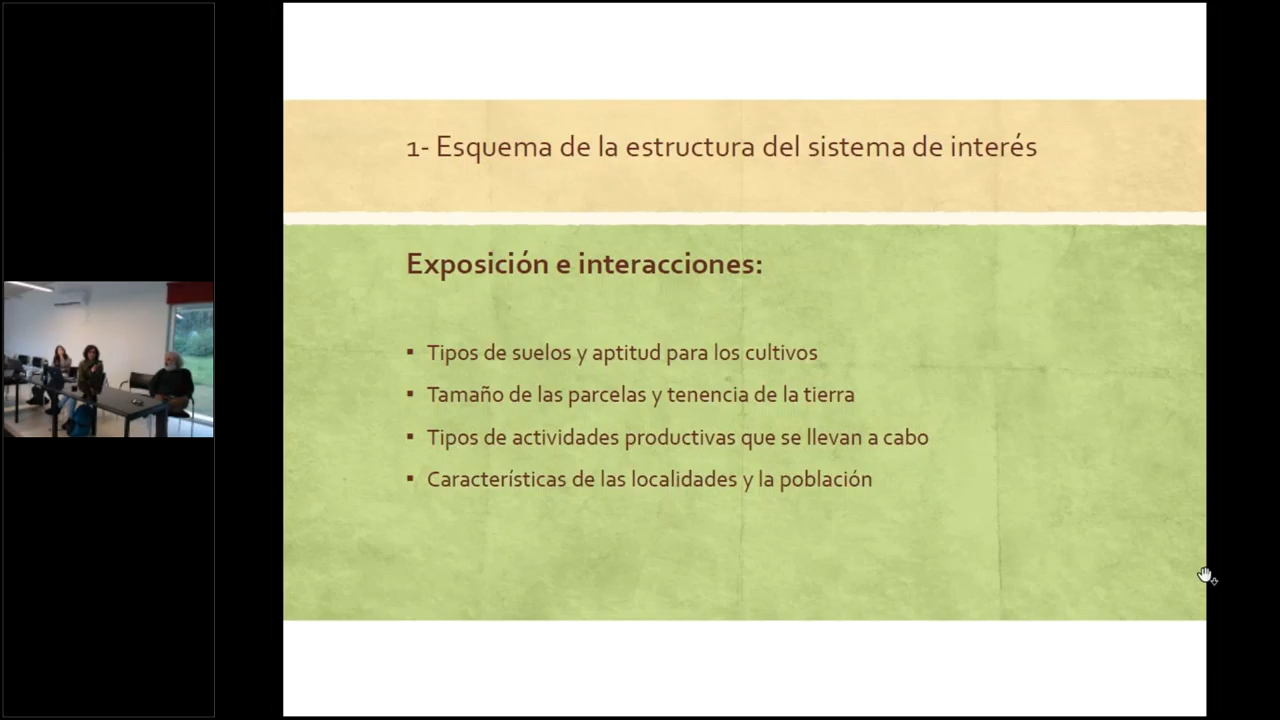 1- Esquema de la estructura del sistema de interés
Exposición e interacciones:
▪ Tipos de suelos y aptitud para los cultivos
▪ Tamaño de las parcelas y tenencia de la tierra
▪ Tipos de actividades productivas que se llevan a cabo
▪ Características de las localidades y la población